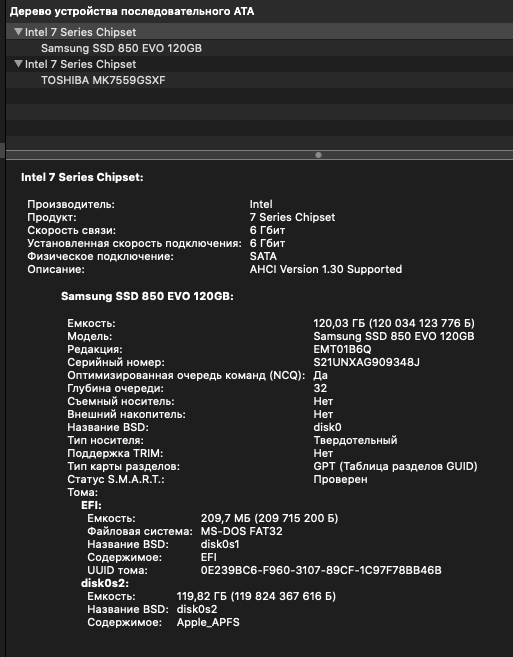 Дерево устройства последовательного ATA
Intel 7 Series Chipset
Samsung SSD 850 EVO 120GB
Intel 7 Series Chipset
TOSHIBA MK7559GSXF
Intel 7 Series Chipset:
Производитель: Intel
Продукт: 7 Series Chipset
Скорость связи: 6 Гбит
Установленная скорость подключения: 6 Гбит
Физическое подключение: SATA
Описание: AHCI Version 1.30 Supported
Samsung SSD 850 EVO 120GB:
Емкость: 120,03 ГБ (120 034 123 776 Б)
Модель: Samsung SSD 850 EVO 120GB
Редакция: EMT01B6Q
Серийный номер: S21UNXAG909348J
Оптимизированная очередь команд (NCQ): Да
Глубина очереди: 32
Съемный носитель: Нет
Внешний накопитель: Нет
Название BSD: disk0
Тип носителя: Твердотельный
Поддержка TRIM: Нет
Тип карты разделов: GPT (Таблица разделов GUID)
Статус S.M.A.R.T.: Проверен
Тома:
EFI:
Емкость: 209,7 МБ (209 715 200 Б)
Файловая система: MS-DOS FAT32
Название BSD: disk0s1
Содержимое: EFI
UUID тома: 0E239BC6-F960-3107-89CF-1C97F78BB46B
disk0s2:
Емкость: 119,82 ГБ (119 824 367 616 Б)
Название BSD: disk0s2
Содержимое: Apple_APFS